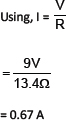 Using, I = V/R
= 9V/13.4Ω
= 0.67 A